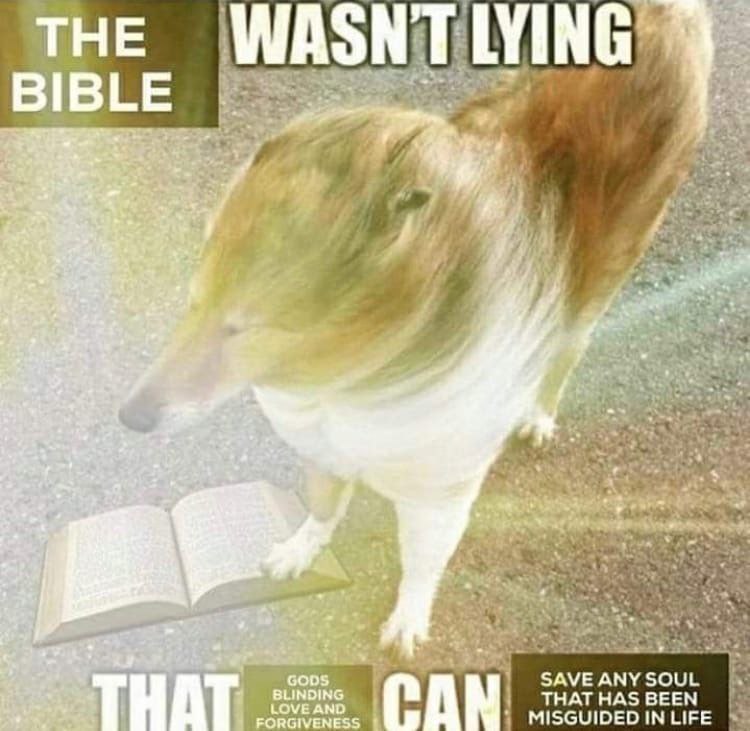 THE
BIBLE
WASN'T LYING
THAT
GODS
BLINDING
LOVE AND
FORGIVENESS
CAN
SAVE ANY SOUL
THAT HAS BEEN
MISGUIDED IN LIFE